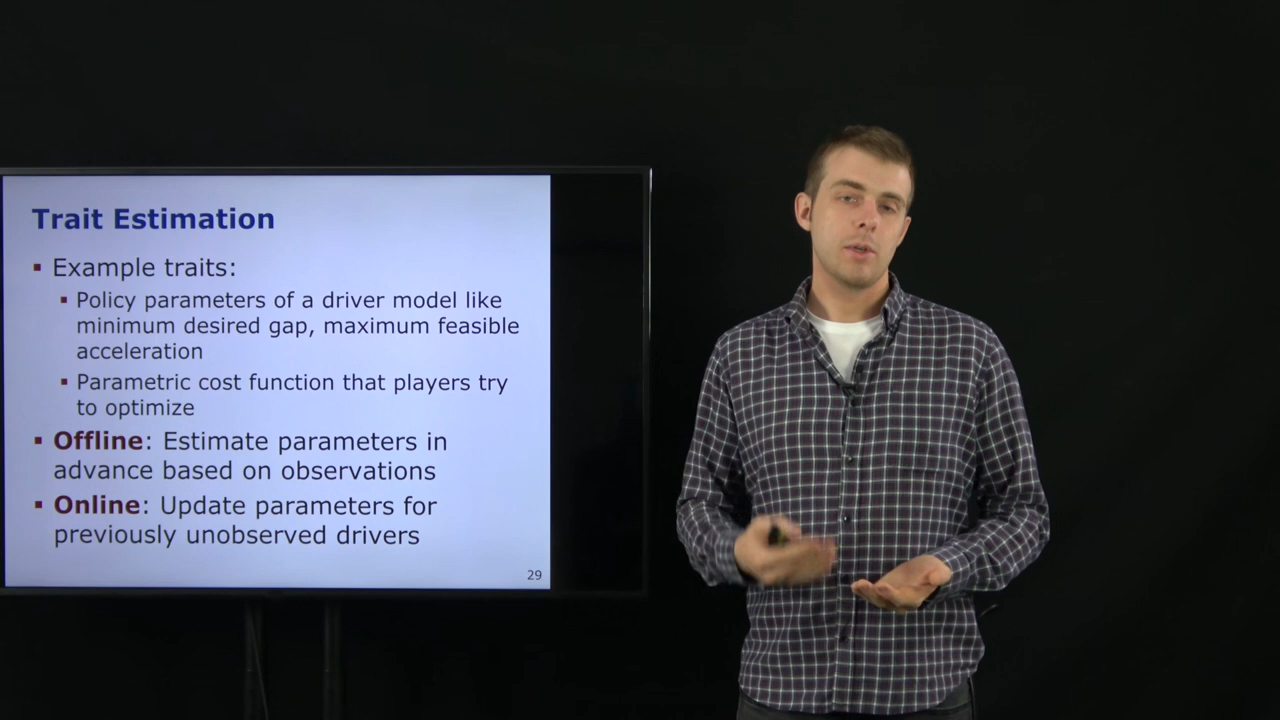 Trait Estimation
▪ Example traits:
▪ Policy parameters of a driver model like
minimum desired gap, maximum feasible
acceleration
▪ Parametric cost function that players try
to optimize
▪ Offline: Estimate parameters in
advance based on observations
▪ Online: Update parameters for
previously unobserved drivers
29